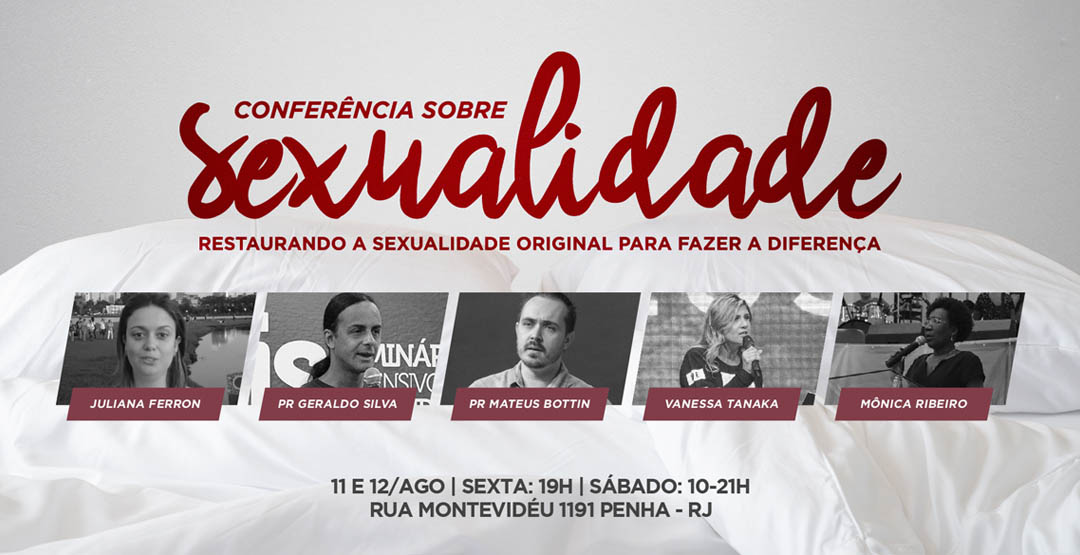 CONFERÊNCIA SOBRE
Sexualidade
RESTAURANDO A SEXUALIDADE ORIGINAL PARA FAZER A DIFERENÇA
JULIANA FERRON
PR GERALDO SILVA
PR MATEUS BOTTIN
VANESSA TANAKA
MÔNICA RIBEIRO
11 E 12/AGO | SEXTA: 19H | SÁBADO: 10-21H
RUA MONTEVIDÉU 1191 PENHA - RJ